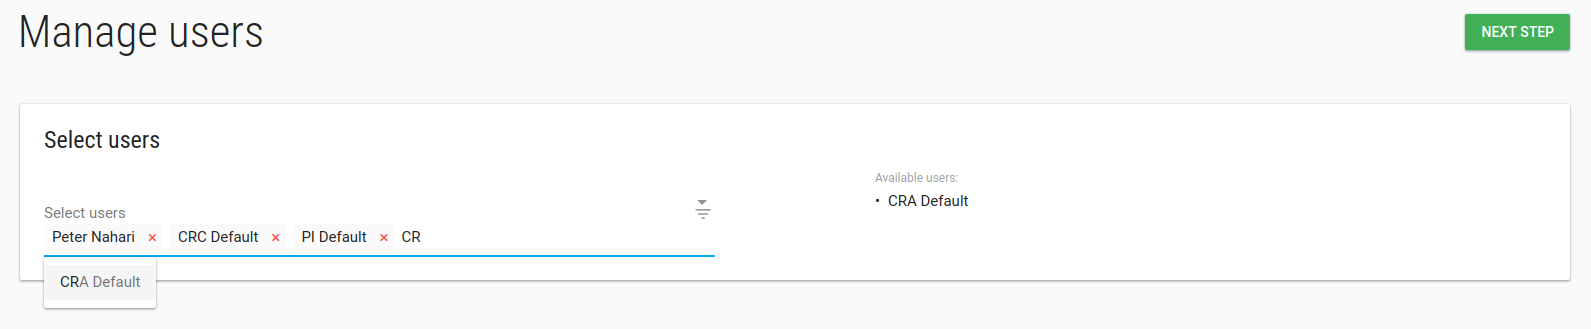 Manage users
NEXT STEP
Select users
Available users:
• CRA Default
Select users
Peter Nahari × CRC Default × PI Default × CR
CRA Default